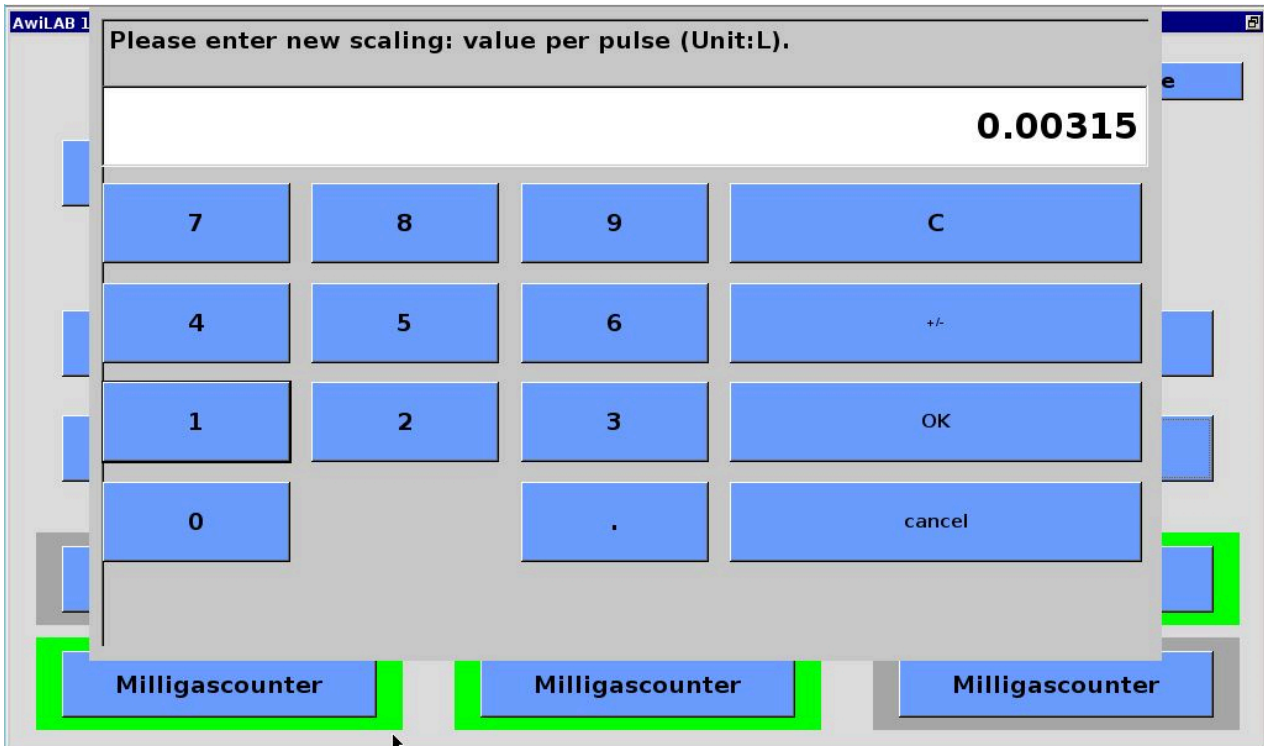 AwiLAB 1
Please enter new scaling: value per pulse (Unit:L).
e
0.00315
7 8 9 C
4 5 6 +/-
1 2 3 OK
0 . cancel
Milligascounter Milligascounter Milligascounter